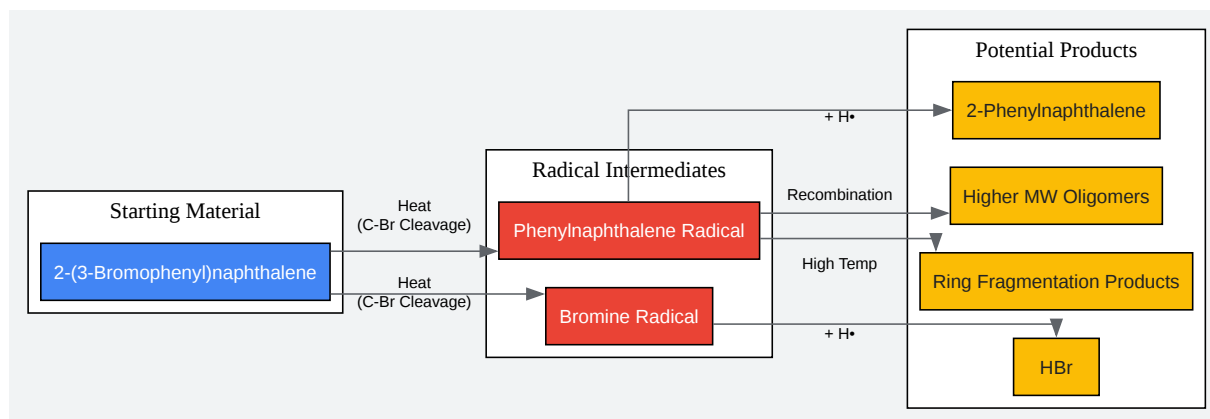 Potential Products
2-Phenylnaphthalene
+ H•
Radical Intermediates
Starting Material
Heat
(C-Br Cleavage)
Recombination
Higher MW Oligomers
Phenylnaphthalene Radical
2-(3-Bromophenyl)naphthalene
High Temp
Ring Fragmentation Products
Heat
(C-Br Cleavage)
Bromine Radical
+ H•
HBr